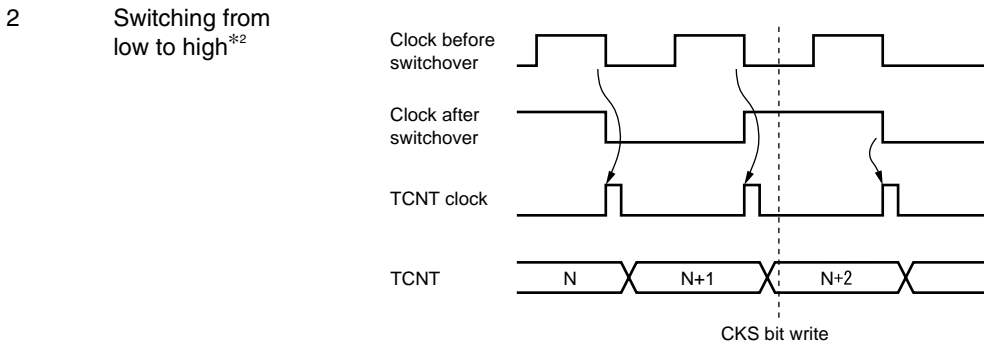 2 Switching from
low to high*2
Clock before
switchover
Clock after
switchover
TCNT clock
TCNT N N+1 N+2
CKS bit write